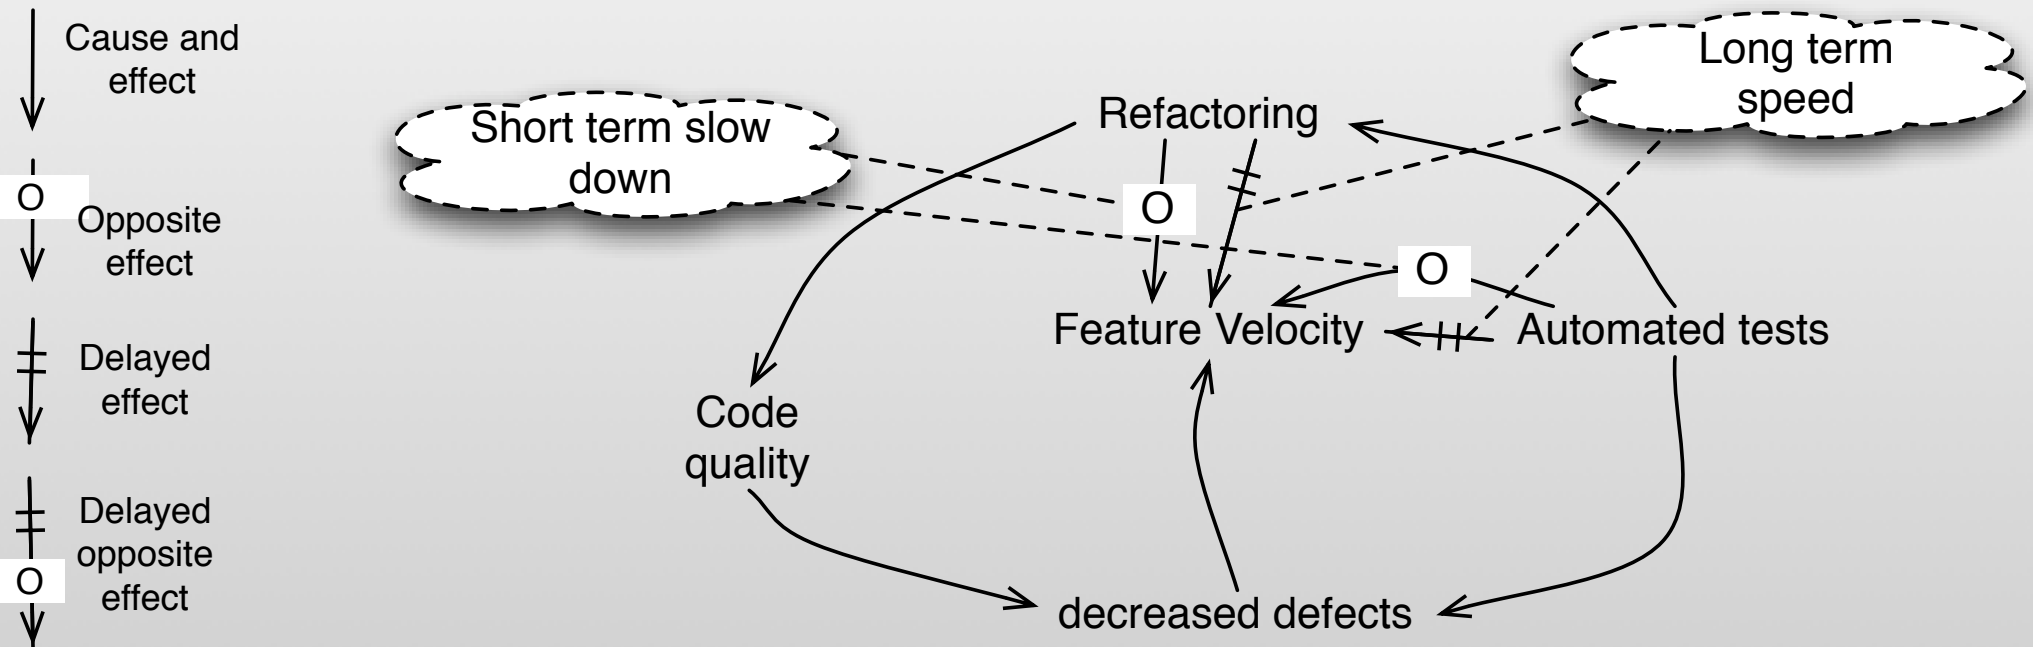 Cause and
effect
O
Opposite
effect
Delayed
effect
Delayed
opposite
O
effect
Short term slow
down
Long term
speed
Refactoring
O
O
Feature Velocity
Automated tests
Code
quality
decreased defects